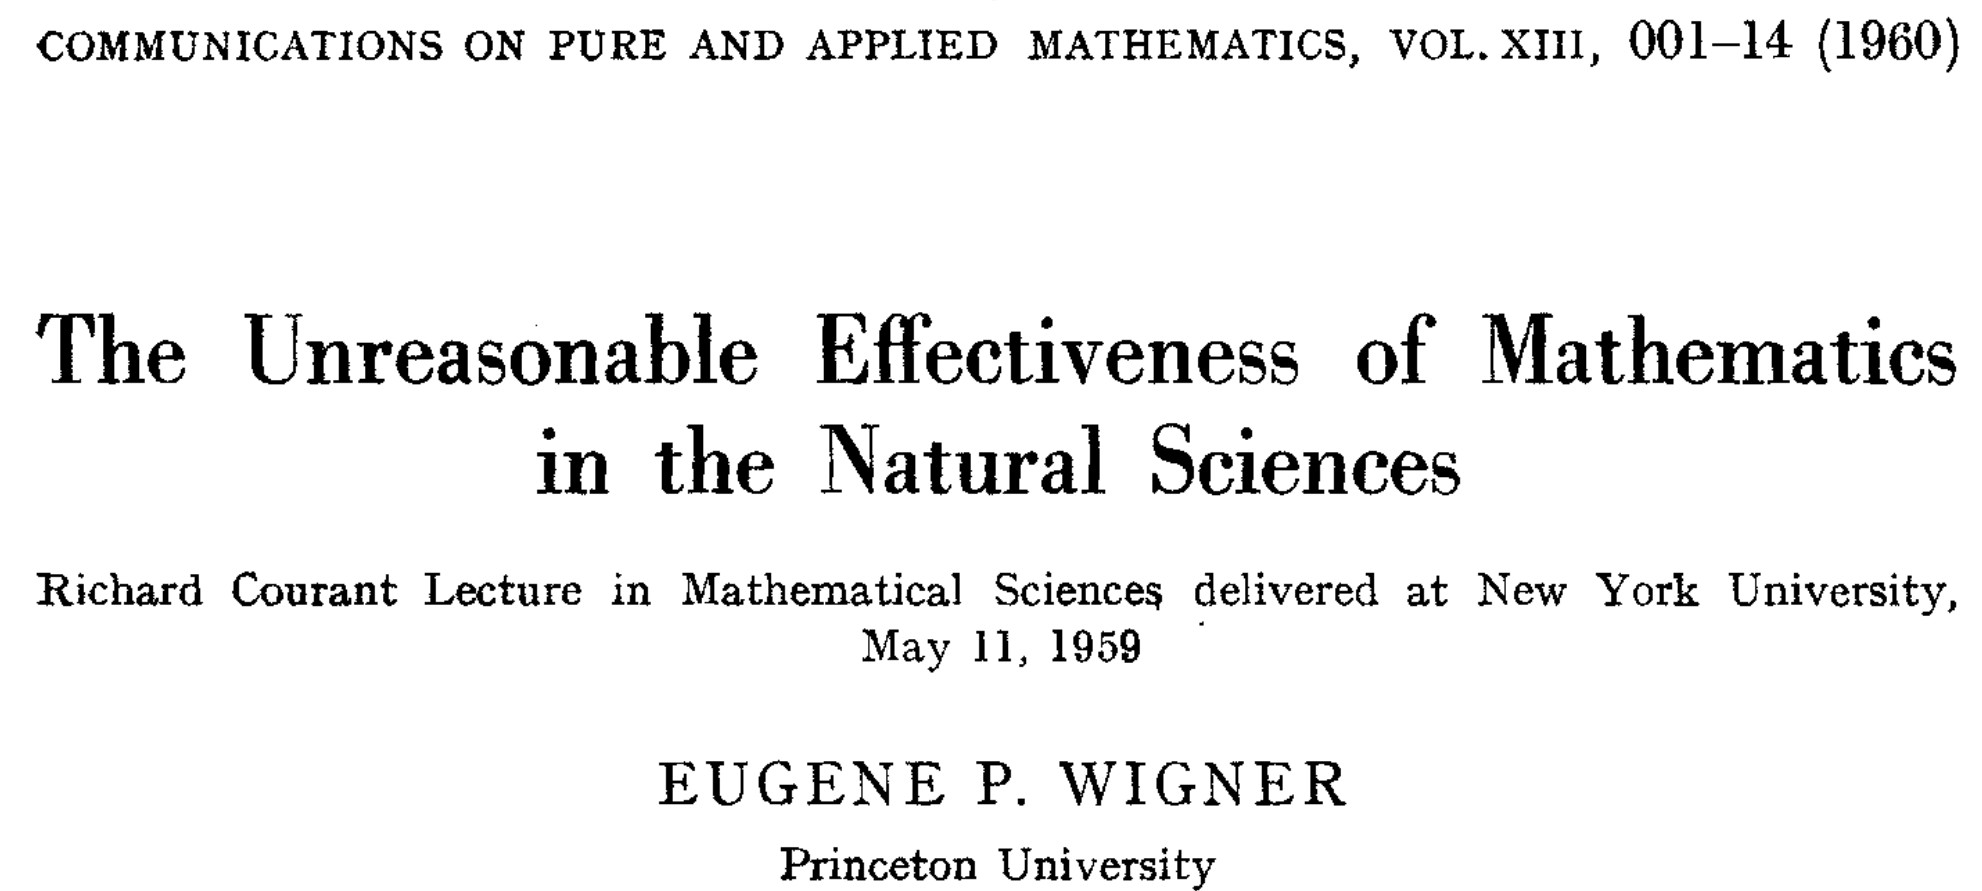 COMMUNICATIONS ON PURE AND APPLIED MATHEMATICS, VOL. XIII, 001–14 (1960)
The Unreasonable Effectiveness of Mathematics
in the Natural Sciences
Richard Courant Lecture in Mathematical Sciences delivered at New York University,
May 11, 1959
EUGENE P. WIGNER
Princeton University